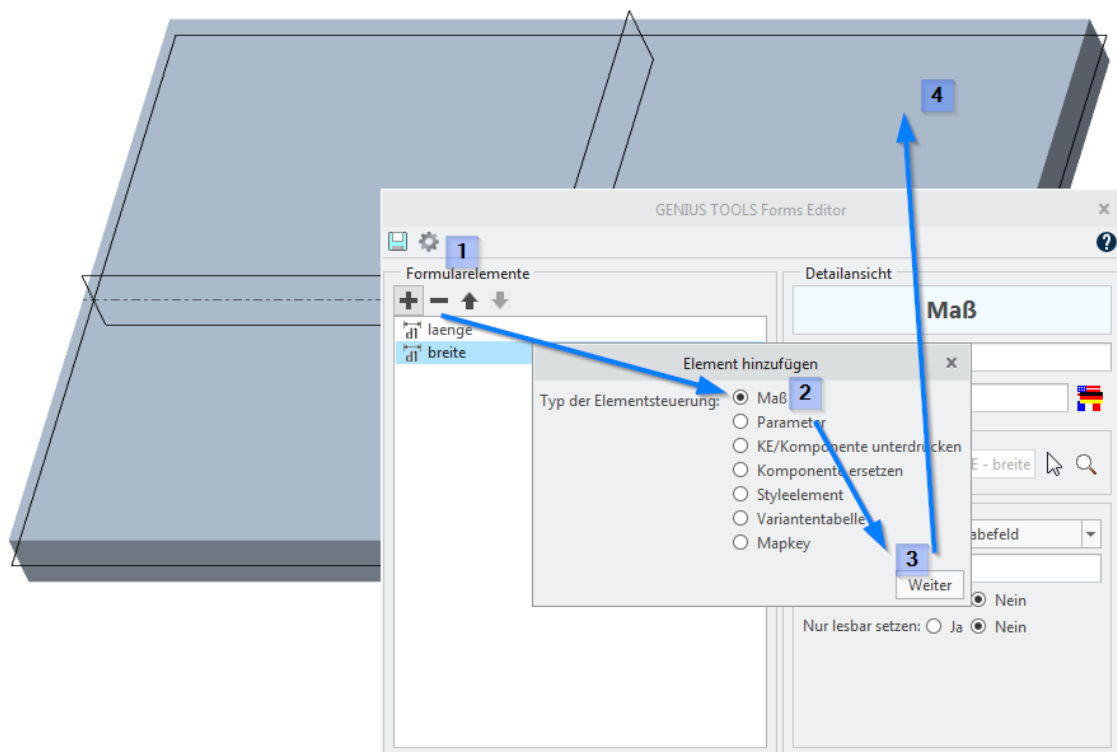 4
GENIUS TOOLS Forms Editor
1
Formularelemente
Detailansicht
Maß
laenge
breite
Element hinzufügen
Typ der Elementsteuerung:
Maß
2
Parameter
KE/Komponente unterdrücken
E - breite
Komponente ersetzen
Styleelement
Variantentabelle
abefeld
Mapkey
3
Weiter
Nein
Nur lesbar setzen: Ja Nein